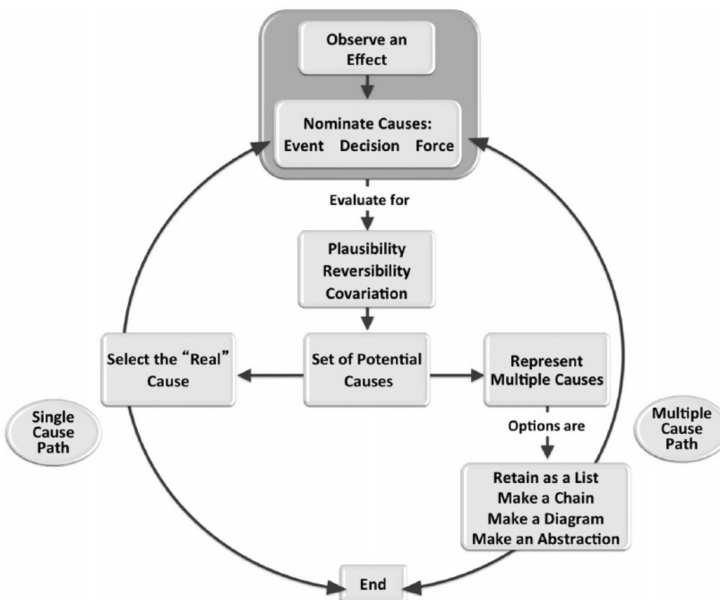 Observe an
Effect
Nominate Causes:
Event Decision Force
Evaluate for
Plausibility
Reversibility
Covariation
Select the “Real”
Cause
Set of Potential
Causes
Represent
Multiple Causes
Single
Cause
Path
Options are
Multiple
Cause
Path
Retain as a List
Make a Chain
Make a Diagram
Make an Abstraction
End